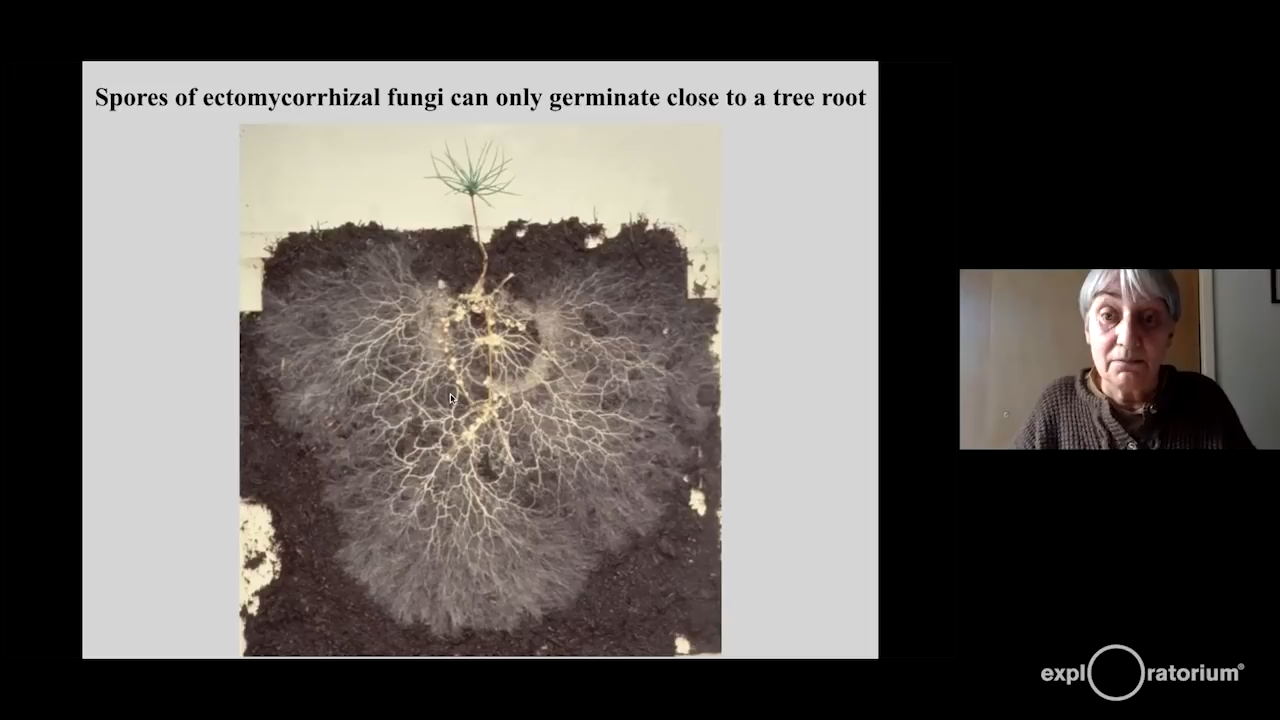 Spores of ectomycorrhizal fungi can only germinate close to a tree root
expl ratorium®